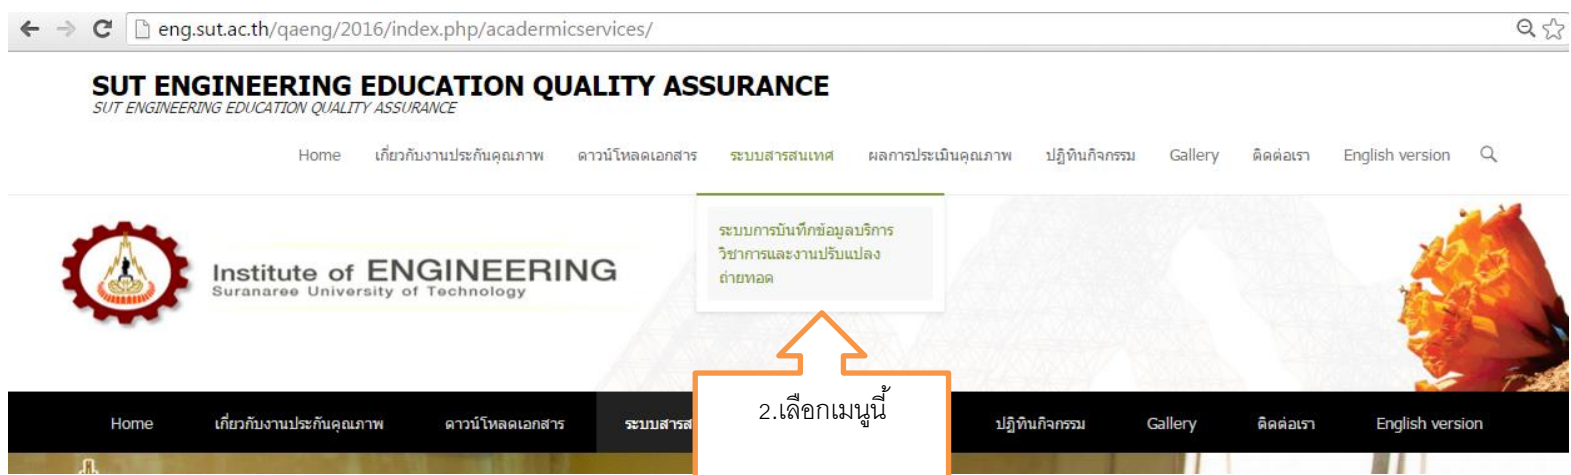 eng.sut.ac.th/qaeng/2016/index.php/acadermicservices/
SUT ENGINEERING EDUCATION QUALITY ASSURANCE
SUT ENGINEERING EDUCATION QUALITY ASSURANCE
Home เกี่ยวกับงานประกันคุณภาพ ดาวน์โหลดเอกสาร ระบบสารสนเทศ ผลการประเมินคุณภาพ ปฏิทินกิจกรรม Gallery ติดต่อเรา English version
ระบบการบันทึกข้อมูลบริการ
วิชาการและงานปรับแปลง
ถ่ายทอด
Institute of ENGINEERING
Suranaree University of Technology
2.เลือกเมนูนี้
Home เกี่ยวกับงานประกันคุณภาพ ดาวน์โหลดเอกสาร ระบบสารส ปฏิทินกิจกรรม Gallery ติดต่อเรา English version